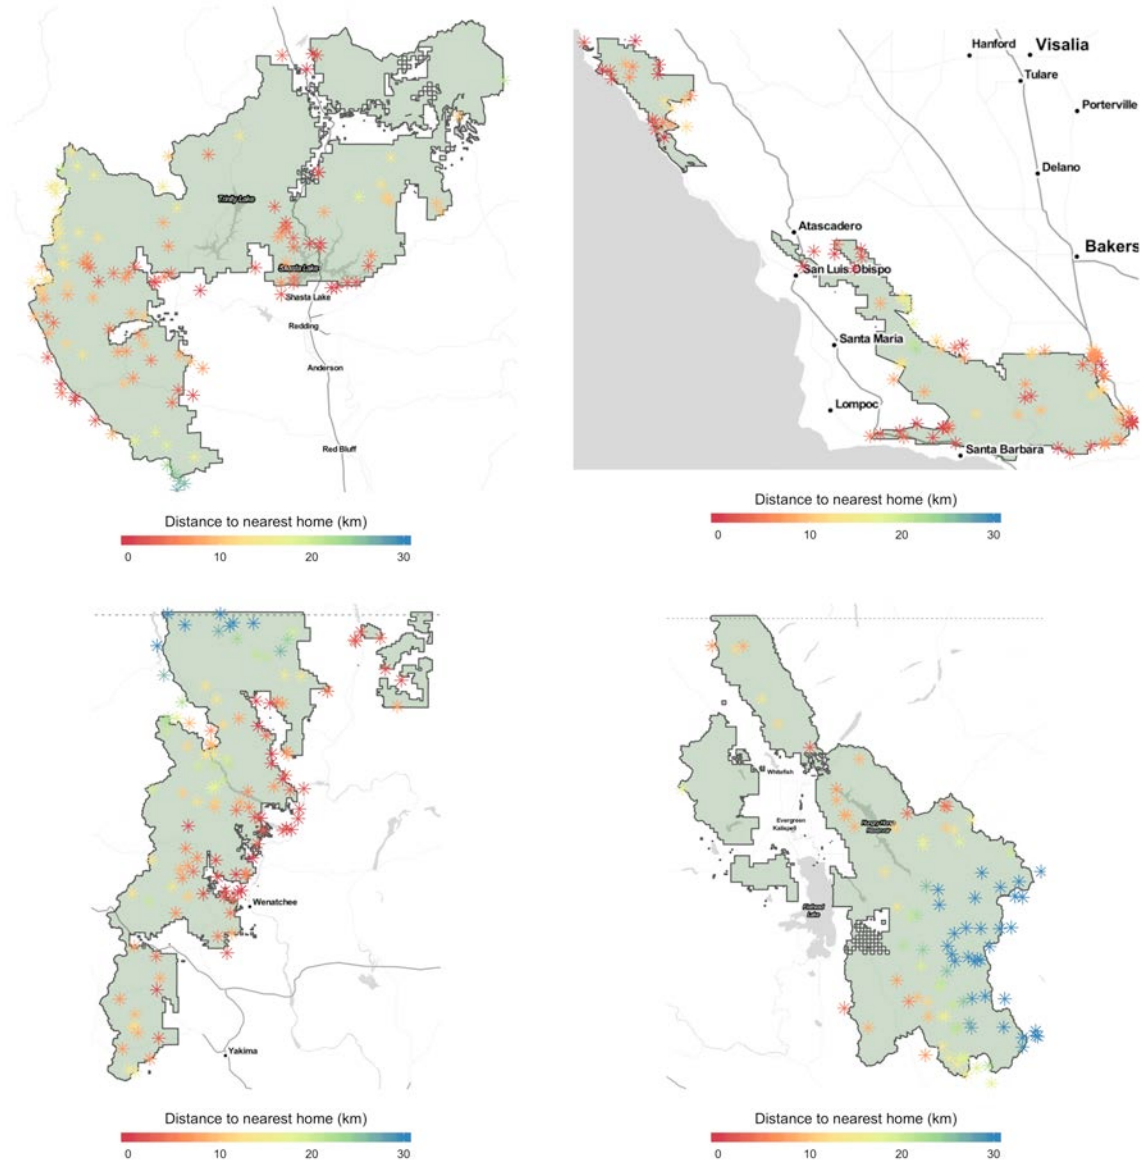 Trinity Lake
Shasta Lake
Shasta Lake
Redding
Anderson
Red Bluff
Distance to nearest home (km)
0 10 20 30
Hanford
Visalia
Tulare
Porterville
Delano
Atascadero
Bakers
San Luis Obispo
Santa Maria
Lompoc
Santa Barbara
Distance to nearest home (km)
0 10 20 30
Wenatchee
Yakima
Distance to nearest home (km)
0 10 20 30
Whitefish
Evergreen
Kalispell
Hungry Horse
Reservoir
Flathead
Lake
Distance to nearest home (km)
0 10 20 30